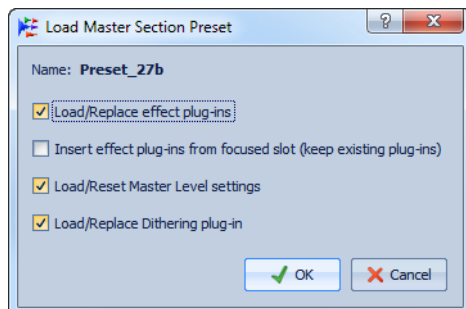 Load Master Section Preset
Name: Preset_27b
Load/Replace effect plug-ins
Insert effect plug-ins from focused slot (keep existing plug-ins)
Load/Reset Master Level settings
Load/Replace Dithering plug-in
OK Cancel